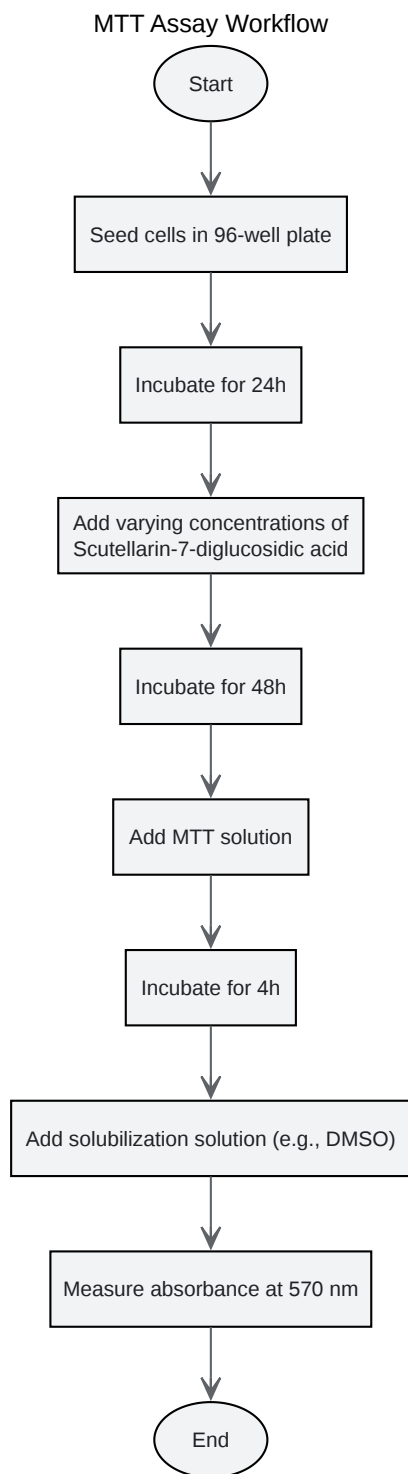 MTT Assay Workflow
Start
Seed cells in 96-well plate
Incubate for 24h
Add varying concentrations of
Scutellarin-7-diglucosidic acid
Incubate for 48h
Add MTT solution
Incubate for 4h
Add solubilization solution (e.g., DMSO)
Measure absorbance at 570 nm
End